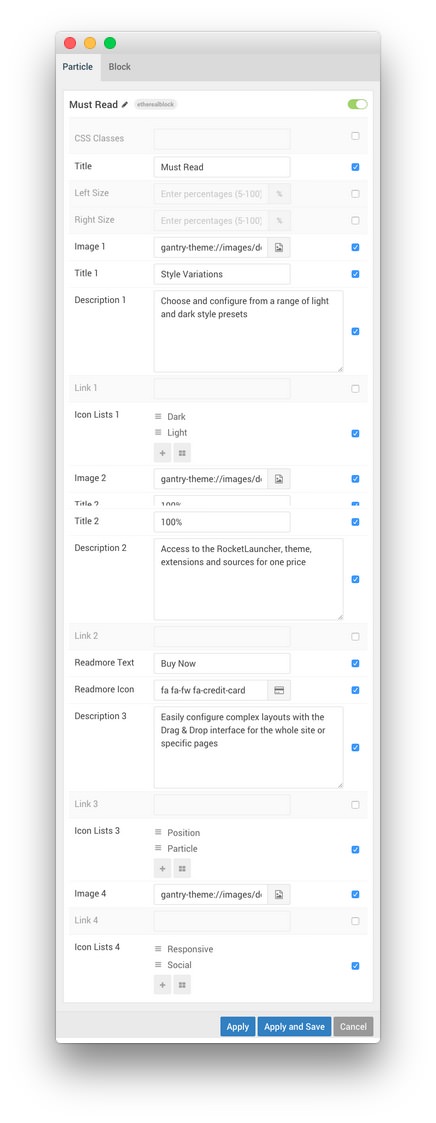 Particle Block
Must Read etherealblock
CSS Classes
Title Must Read
Left Size Enter percentages (5-100) %
Right Size Enter percentages (5-100) %
Image 1 gantry-theme://images/d
Title 1 Style Variations
Description 1 Choose and configure from a range of light
and dark style presets
Link 1
Icon Lists 1 Dark
Light
Image 2 gantry-theme://images/d
Title 2 100%
Title 2 100%
Description 2 Access to the RocketLauncher, theme,
extensions and sources for one price
Link 2
Readmore Text Buy Now
Readmore Icon fa fa-fw fa-credit-card
Description 3 Easily configure complex layouts with the
Drag & Drop interface for the whole site or
specific pages
Link 3
Icon Lists 3 Position
Particle
Image 4 gantry-theme://images/d
Link 4
Icon Lists 4 Responsive
Social
Apply Apply and Save Cancel